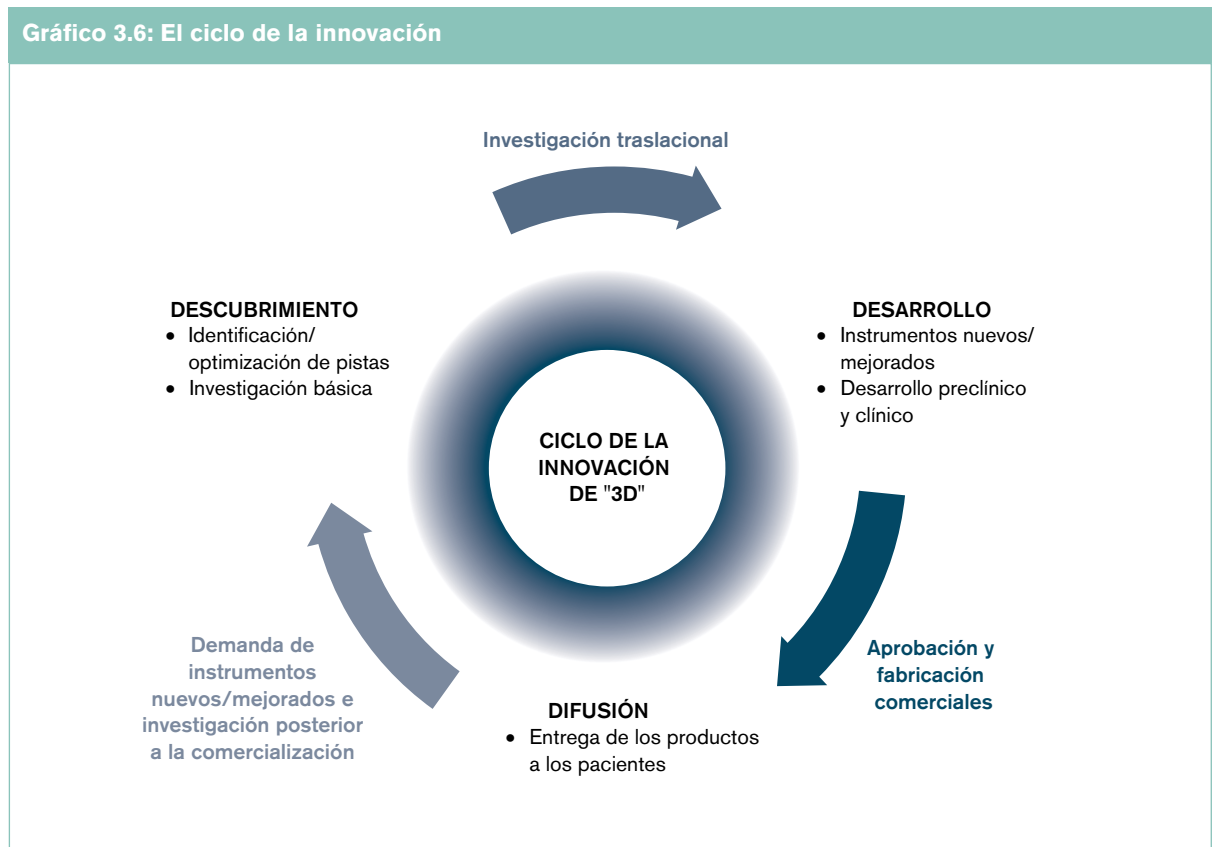 Gráfico 3.6: El ciclo de la innovación
Investigación traslacional
DESCUBRIMIENTO
• Identificación/
optimización de pistas
• Investigación básica
DESARROLLO
• Instrumentos nuevos/
mejorados
• Desarrollo preclínico
y clínico
CICLO DE LA
INNOVACIÓN
DE "3D"
Demanda de
instrumentos
nuevos/mejorados e
investigación posterior
a la comercialización
Aprobación y
fabricación
comerciales
DIFUSIÓN
• Entrega de los productos
a los pacientes